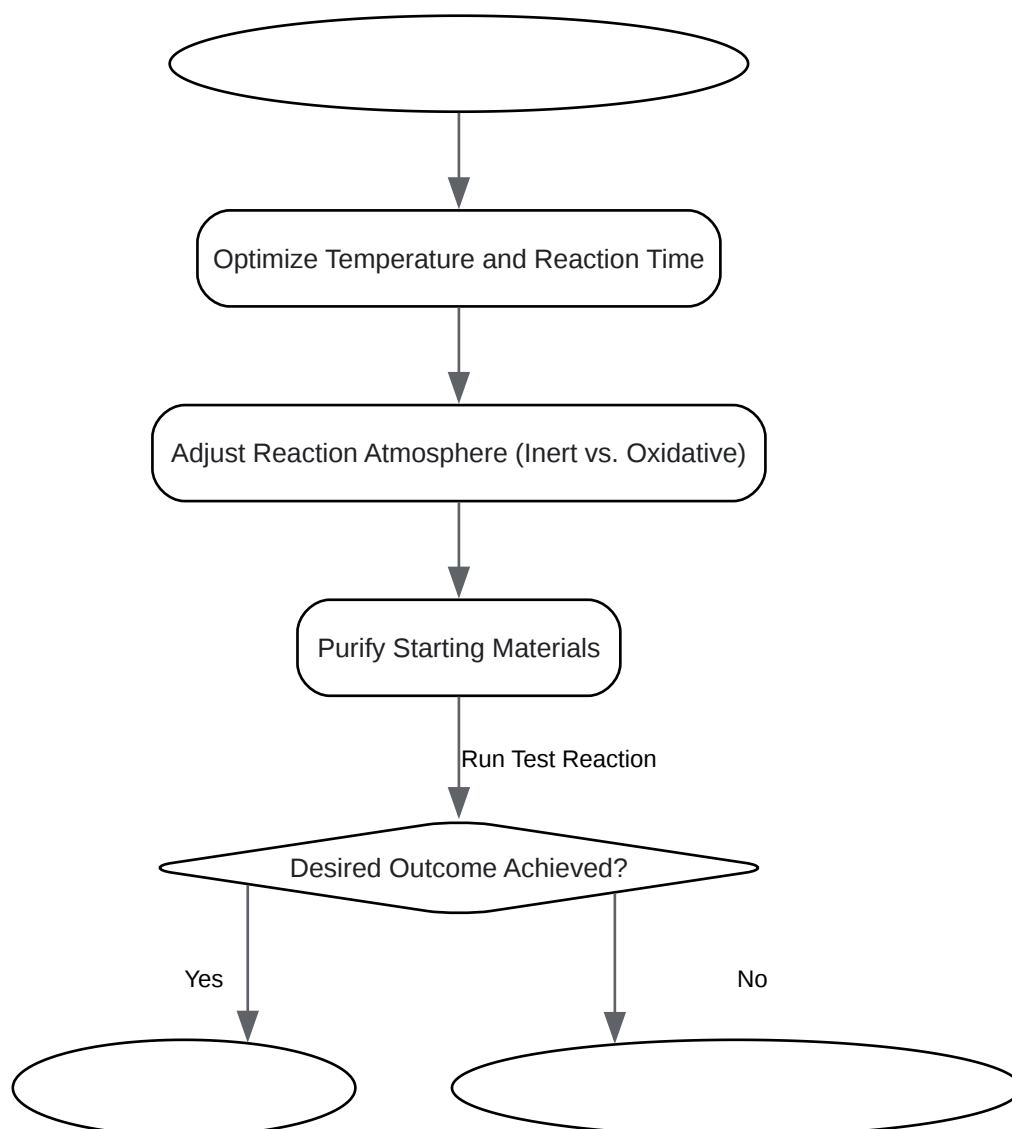 Optimize Temperature and Reaction Time
Adjust Reaction Atmosphere (Inert vs. Oxidative)
Purify Starting Materials
Run Test Reaction
Desired Outcome Achieved?
Yes
No